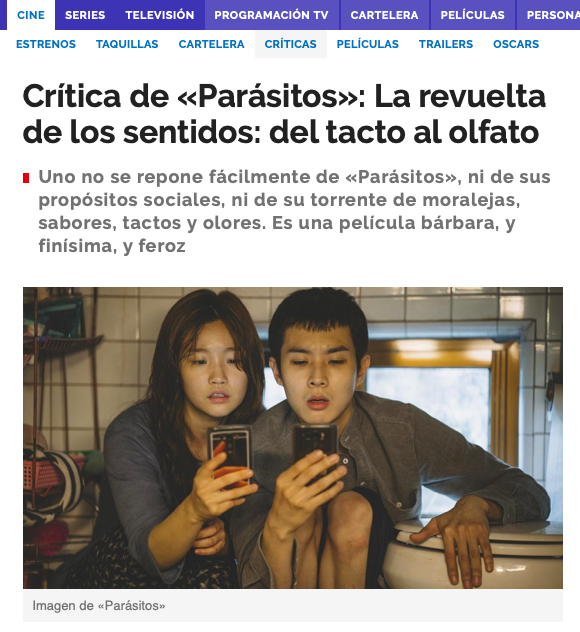 CINE SERIES TELEVISIÓN PROGRAMACIÓN TV CARTELERA PELÍCULAS PERSONA
ESTRENOS TAQUILLAS CARTELERA CRÍTICAS PELÍCULAS TRAILERS OSCARS
Crítica de «Parásitos»: La revuelta
de los sentidos: del tacto al olfato
Uno no se repone fácilmente de «Parásitos», ni de sus
propósitos sociales, ni de su torrente de moralejas,
sabores, tactos y olores. Es una película bárbara, y
finísima, y feroz
Imagen de «Parásitos»